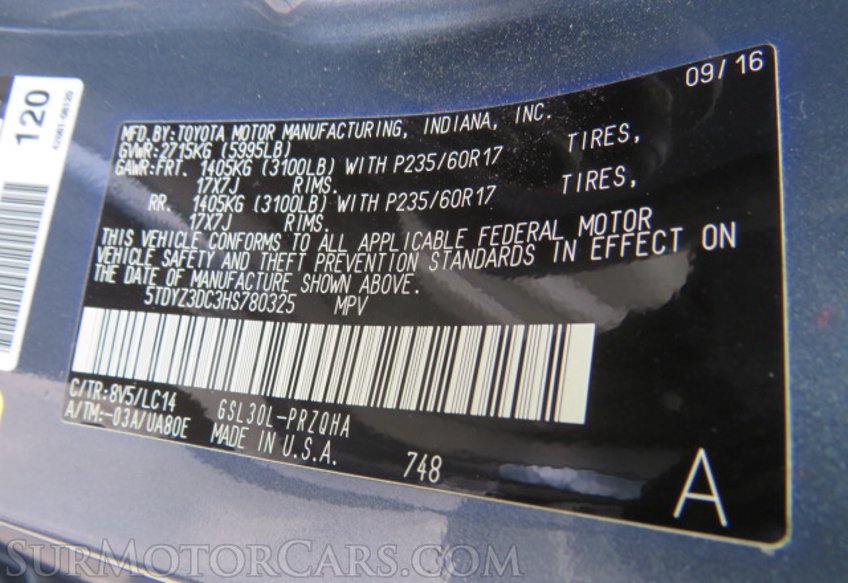 120
42661-08120
09/16
MFD.BY:TOYOTA MOTOR MANUFACTURING, INDIANA, INC.
GVWR:2715KG (5995LB)
GAWR:FRT. 1405KG (3100LB) WITH P235/60R17 TIRES,
17X7J RIMS.
RR. 1405KG (3100LB) WITH P235/60R17 TIRES,
17X7J RIMS.
THIS VEHICLE CONFORMS TO ALL APPLICABLE FEDERAL MOTOR
VEHICLE SAFETY AND THEFT PREVENTION STANDARDS IN EFFECT ON
THE DATE OF MANUFACTURE SHOWN ABOVE.
5TDYZ3DC3HS780325 MPV
C/TR:8V5/LC14
A/TM:-03A/UA80E GSL30L-PRZQHA
MADE IN U.S.A.
748
A
SurMotorCars.com